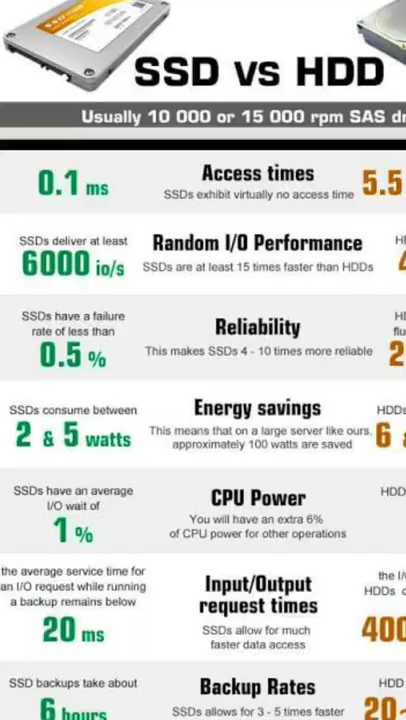 SSD vs HDD
Usually 10 000 or 15 000 rpm SAS
0.1 ms
Access times
SSDs exhibit virtually no access time
5.5
SSDs deliver at least
6000 io/s
Random I/O Performance
SSDs are at least 15 times faster than HDDs
SSDs have a failure
rate of less than
0.5 %
Reliability
This makes SSDs 4 - 10 times more reliable
2
SSDs consume between
2 & 5 watts
Energy savings
This means that on a large server like ours,
approximately 100 watts are saved
HDDs
6
SSDs have an average
I/O wait of
1 %
CPU Power
You will have an extra 6%
of CPU power for other operations
HDD
the average service time for
an I/O request while running
a backup remains below
20 ms
Input/Output
request times
SSDs allow for much
faster data access
the I/
HDDs
400
SSD backups take about
6 hours
Backup Rates
SSDs allows for 3 - 5 times faster
HDD
20